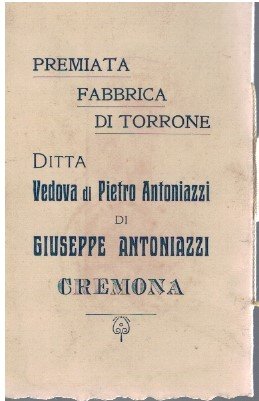 PREMIATA
FABBRICA
DI TORRONE
DITTA
Vedova di Pietro Antoniazzi
DI
GIUSEPPE ANTONIAZZI
CREMONA